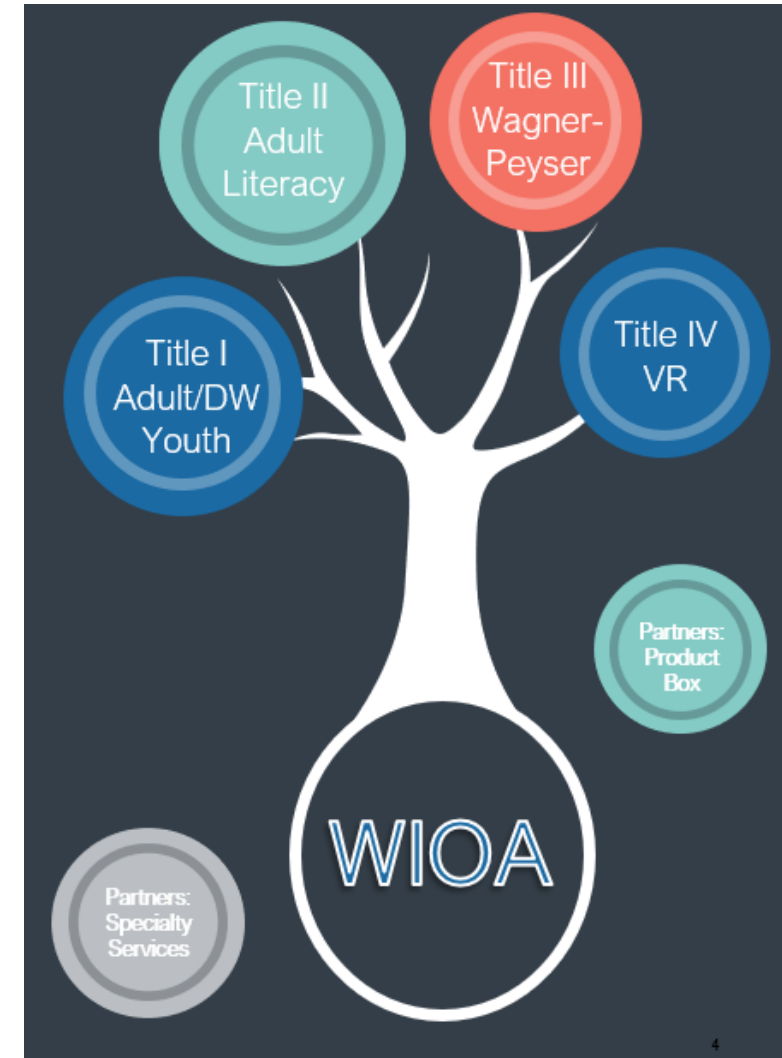 Title II
Adult
Literacy
Title III
Wagner-
Peyser
Title I
Adult/DW
Youth
Title IV
VR
Partners:
Product
Box
WIOA
Partners:
Specialty
Services
4